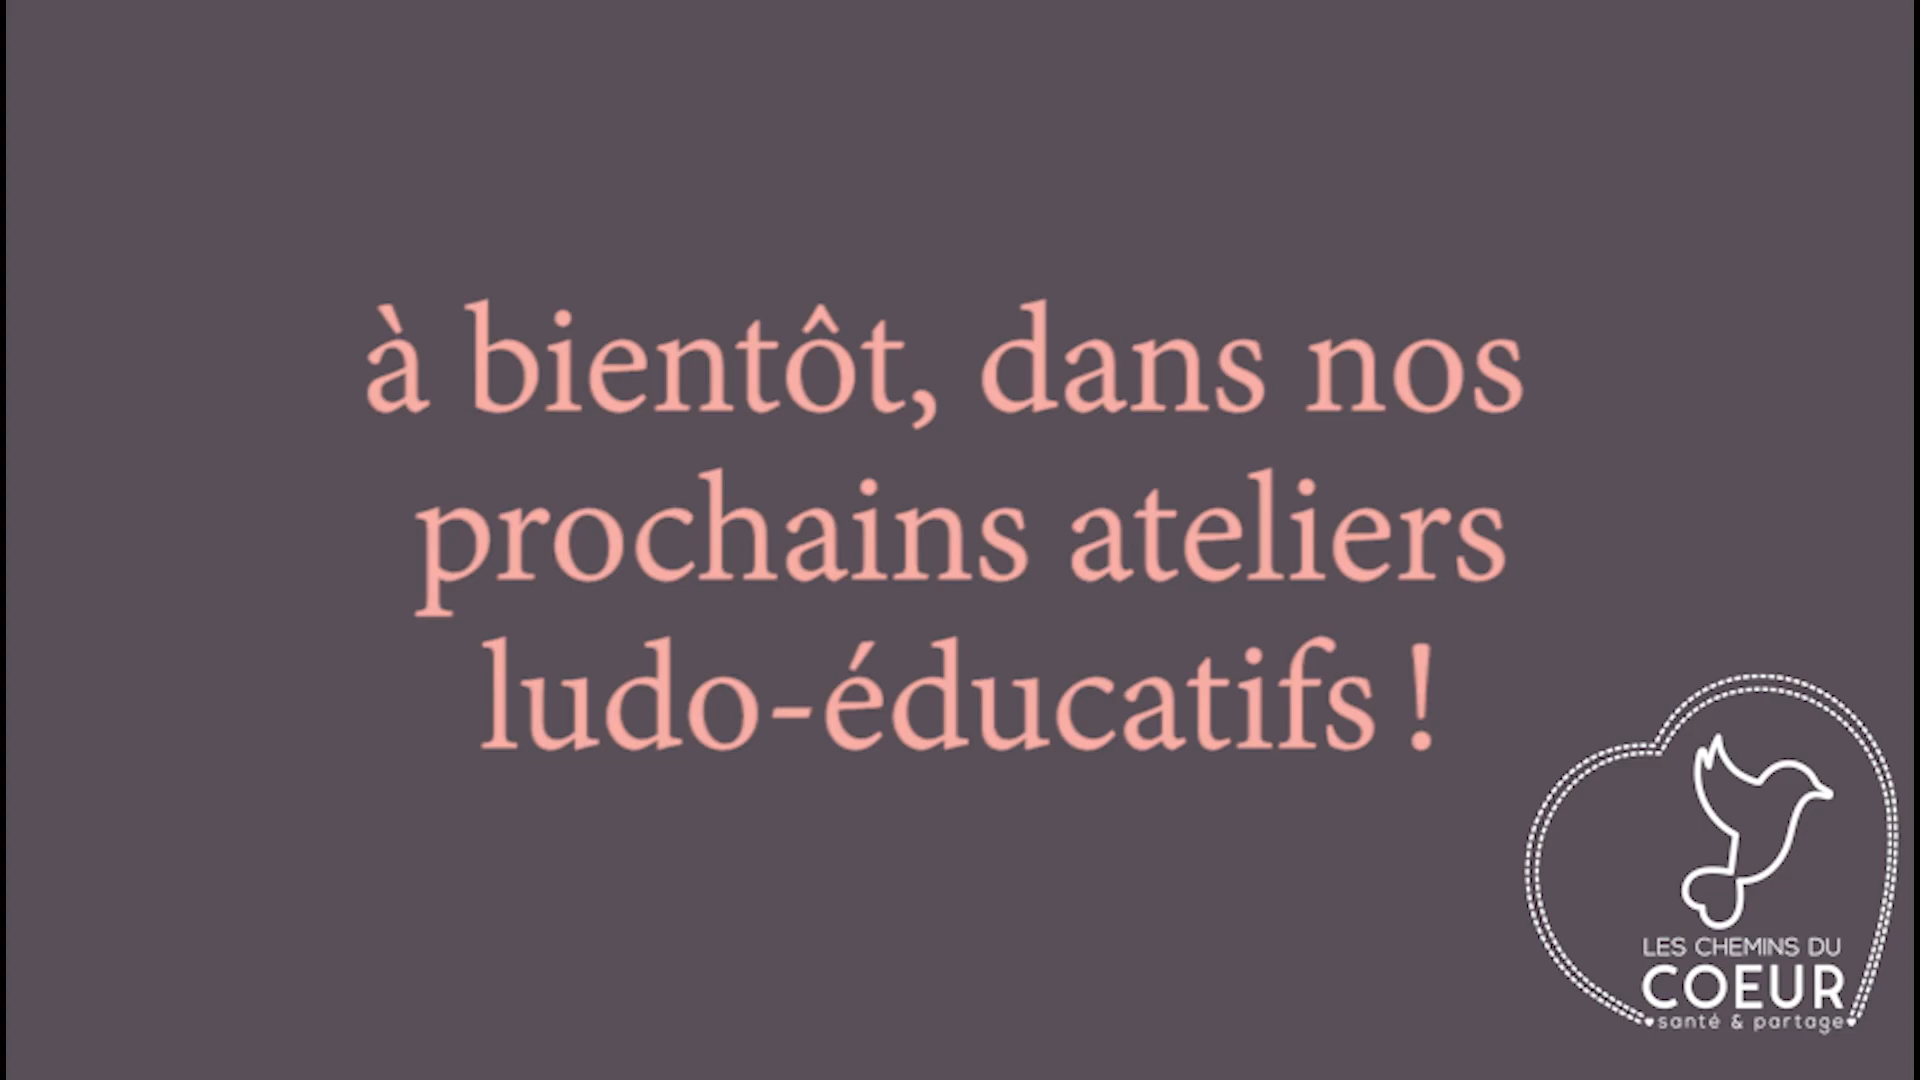 à bientôt, dans nos
prochains ateliers
ludo-éducatifs !
LES CHEMINS DU
COEUR
santé & partage